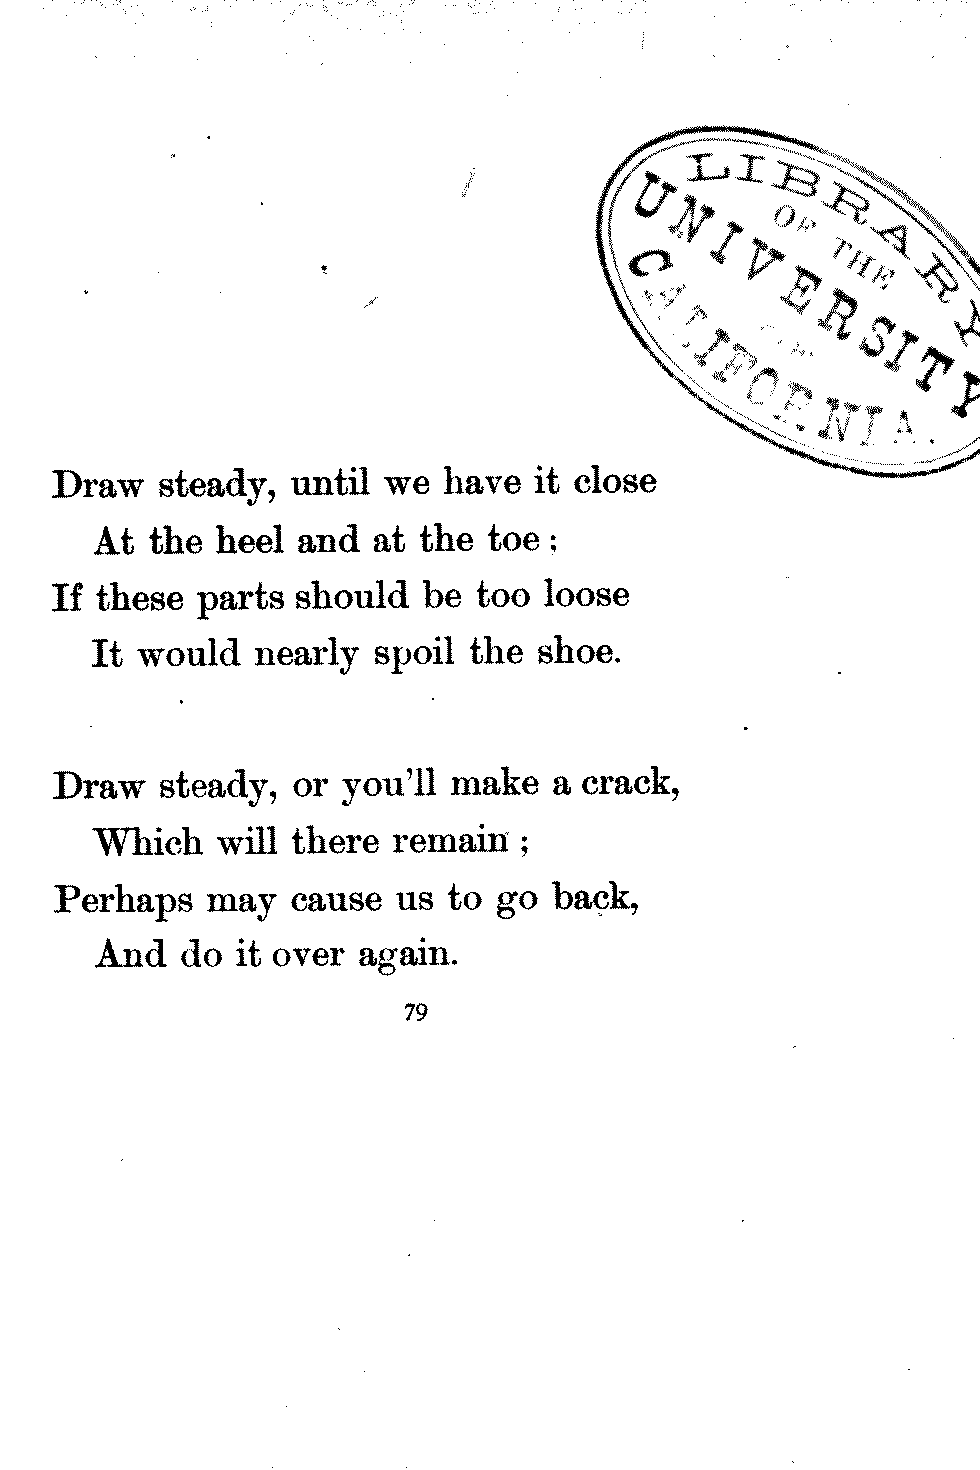 LIBRARY
OF THE
UNIVERSITY
OF
CALIFORNIA.
Draw steady, until we have it close
At the heel and at the toe;
If these parts should be too loose
It would nearly spoil the shoe.
Draw steady, or you'll make a crack,
Which will there remain;
Perhaps may cause us to go back,
And do it over again.
79